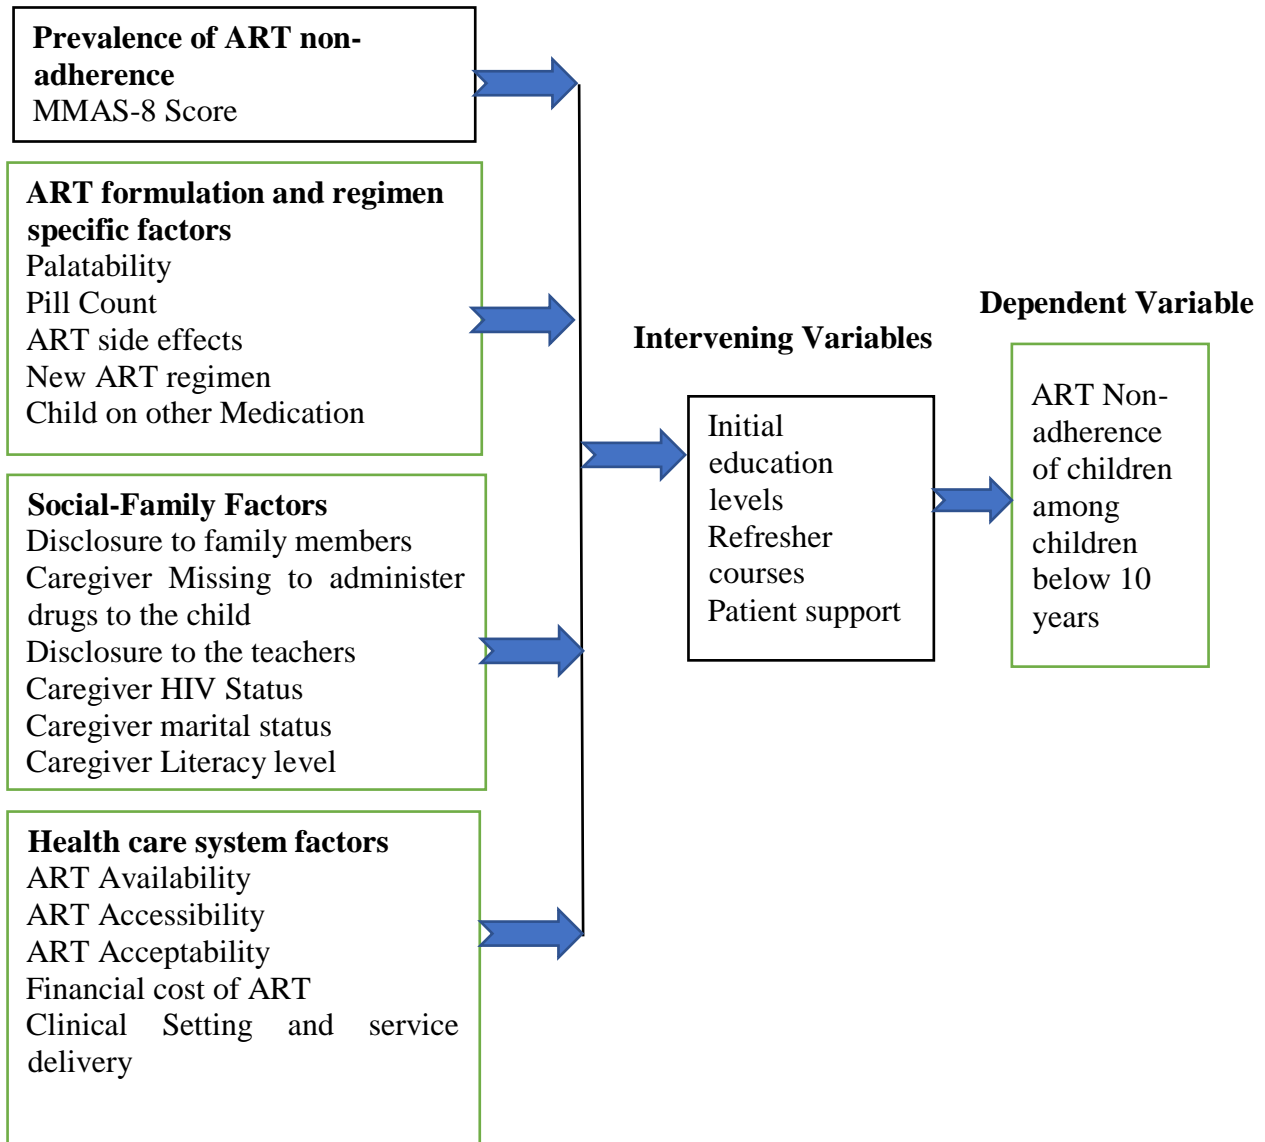 Prevalence of ART non-
adherence
MMAS-8 Score
ART formulation and regimen
specific factors
Palatability
Pill Count
ART side effects
New ART regimen
Child on other Medication
Social-Family Factors
Disclosure to family members
Caregiver Missing to administer
drugs to the child
Disclosure to the teachers
Caregiver HIV Status
Caregiver marital status
Caregiver Literacy level
Health care system factors
ART Availability
ART Accessibility
ART Acceptability
Financial cost of ART
Clinical Setting and service
delivery
Intervening Variables
Initial
education
levels
Refresher
courses
Patient support
Dependent Variable
ART Non-
adherence
of children
among
children
below 10
years